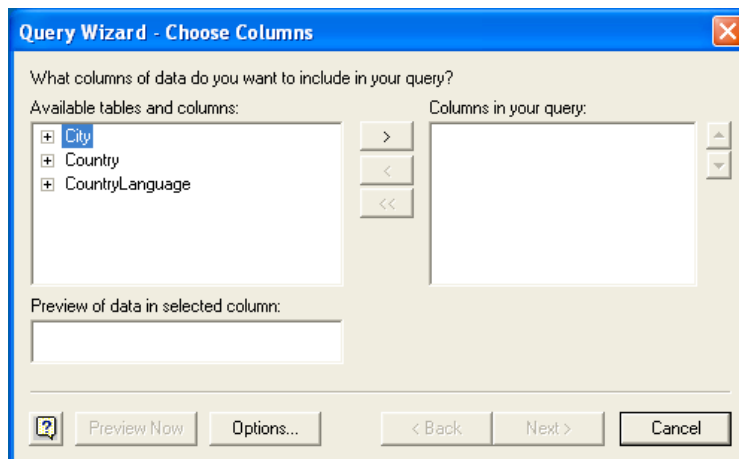 Query Wizard - Choose Columns
What columns of data do you want to include in your query?
Available tables and columns:
Columns in your query:
City
Country
CountryLanguage
>
<
<<
Preview of data in selected column:
Preview Now
Options...
< Back
Next >
Cancel